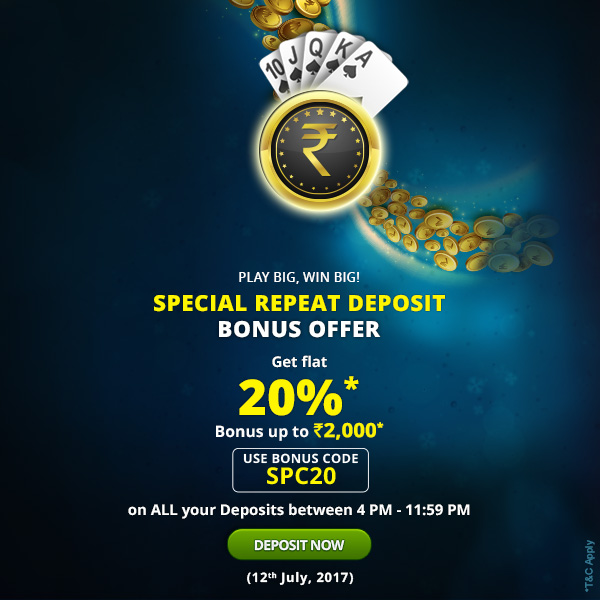 10 J Q K A
₹
PLAY BIG, WIN BIG!
SPECIAL REPEAT DEPOSIT
BONUS OFFER
Get flat
20%*
Bonus up to ₹2,000*
USE BONUS CODE
SPC20
on ALL your Deposits between 4 PM - 11:59 PM
DEPOSIT NOW
(12th July, 2017)
*T&C Apply